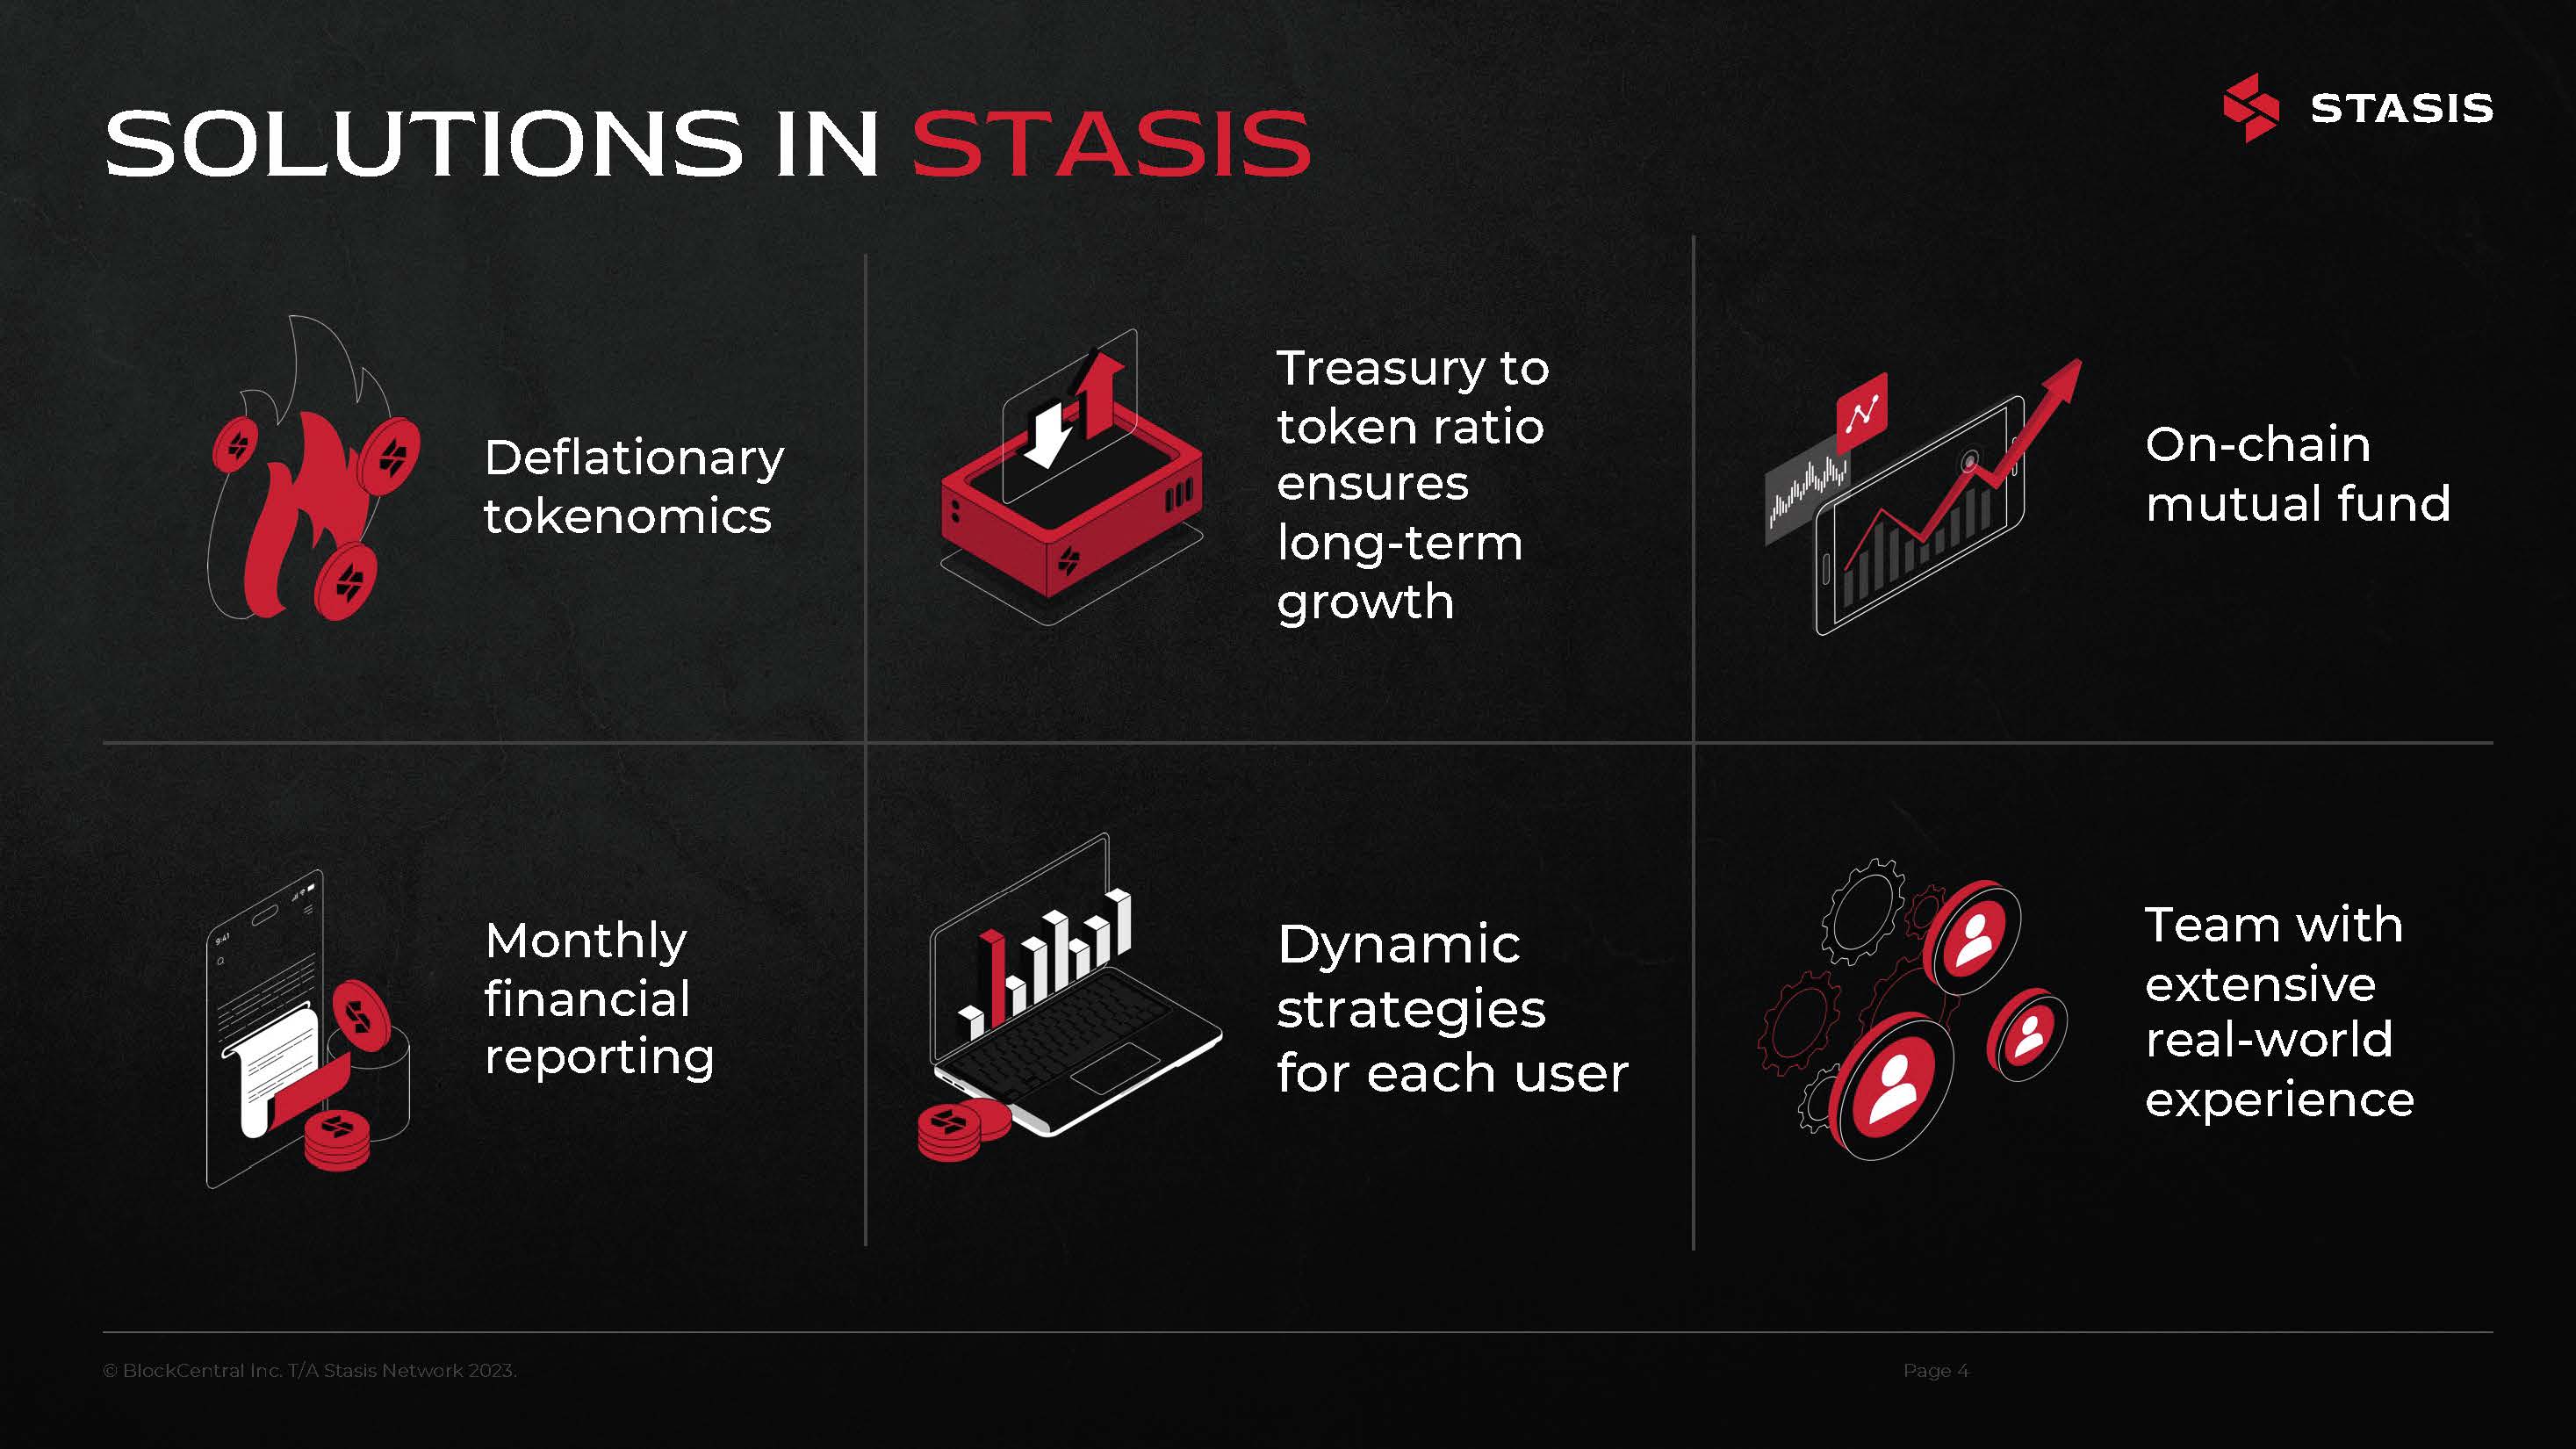 SOLUTIONS IN STASIS
STASIS
Deflationary
tokenomics
Treasury to
token ratio
ensures
long-term
growth
On-chain
mutual fund
Monthly
financial
reporting
9:41
Dynamic
strategies
for each user
Team with
extensive
real-world
experience
© BlockCentral Inc. T/A Stasis Network 2023.
Page 4